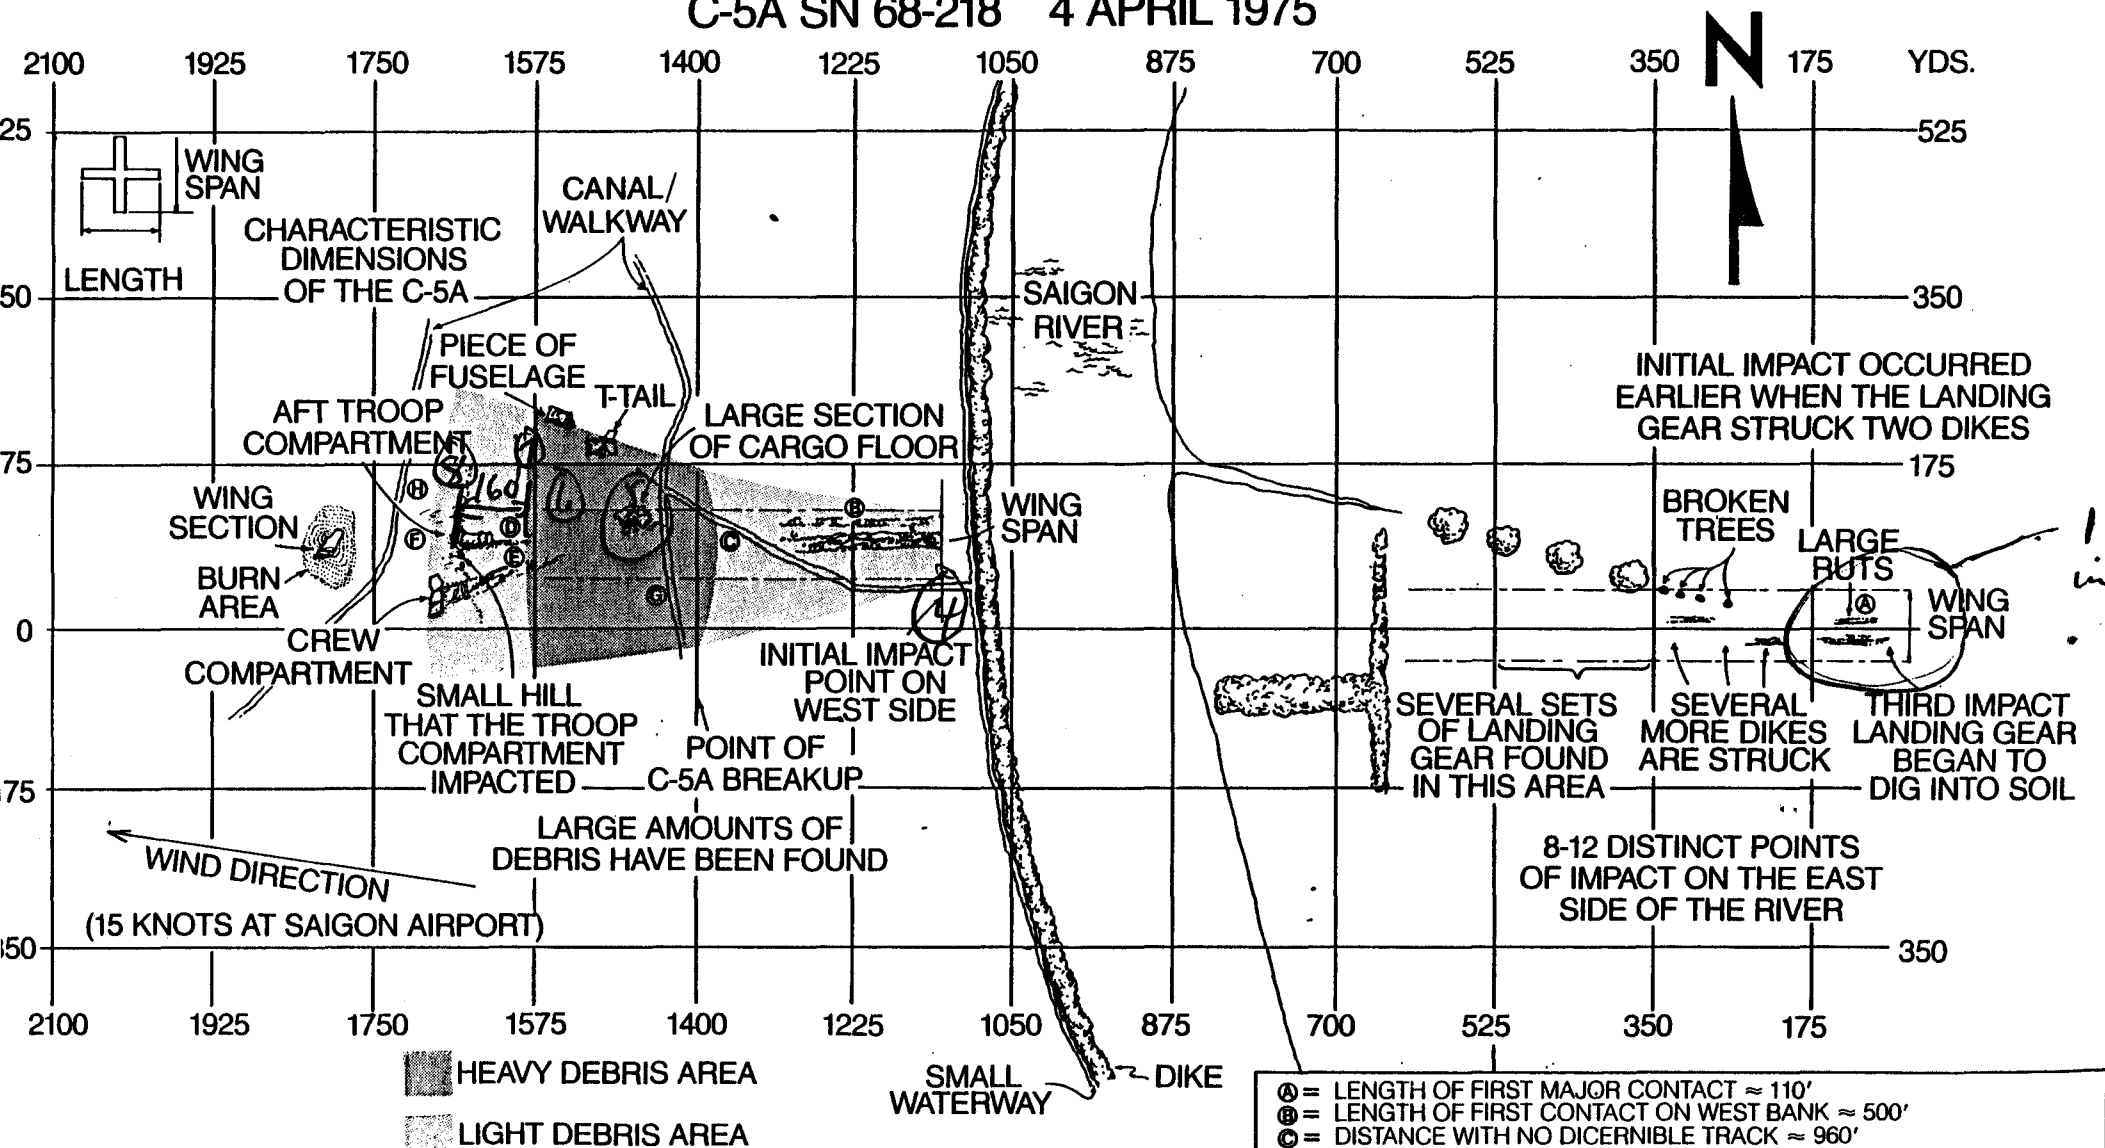 C-5A SN 68-218 4 APRIL 1975
2100 1925 1750 1575 1400 1225 1050 875 700 525 350 175 YDS.
N
25 525
WING
SPAN
LENGTH
CHARACTERISTIC
DIMENSIONS
OF THE C-5A
CANAL/
WALKWAY
50 350
SAIGON
RIVER
PIECE OF
FUSELAGE
T-TAIL
AFT TROOP
COMPARTMENT
LARGE SECTION
OF CARGO FLOOR
INITIAL IMPACT OCCURRED
EARLIER WHEN THE LANDING
GEAR STRUCK TWO DIKES
75 175
WING
SECTION
BURN
AREA
H
F
160
D
E
6
5
G
C
B
4
WING
SPAN
BROKEN
TREES
LARGE
RUTS
A
WING
SPAN
0
CREW
COMPARTMENT
SMALL HILL
THAT THE TROOP
COMPARTMENT
IMPACTED
POINT OF
C-5A BREAKUP
INITIAL IMPACT
POINT ON
WEST SIDE
SEVERAL SETS
OF LANDING
GEAR FOUND
IN THIS AREA
SEVERAL
MORE DIKES
ARE STRUCK
THIRD IMPACT
LANDING GEAR
BEGAN TO
DIG INTO SOIL
75
LARGE AMOUNTS OF
DEBRIS HAVE BEEN FOUND
WIND DIRECTION
(15 KNOTS AT SAIGON AIRPORT)
8-12 DISTINCT POINTS
OF IMPACT ON THE EAST
SIDE OF THE RIVER
350 350
2100 1925 1750 1575 1400 1225 1050 875 700 525 350 175
HEAVY DEBRIS AREA
LIGHT DEBRIS AREA
SMALL
WATERWAY
DIKE
A = LENGTH OF FIRST MAJOR CONTACT ≈ 110'
B = LENGTH OF FIRST CONTACT ON WEST BANK ≈ 500'
C = DISTANCE WITH NO DICERNIBLE TRACK ≈ 960'